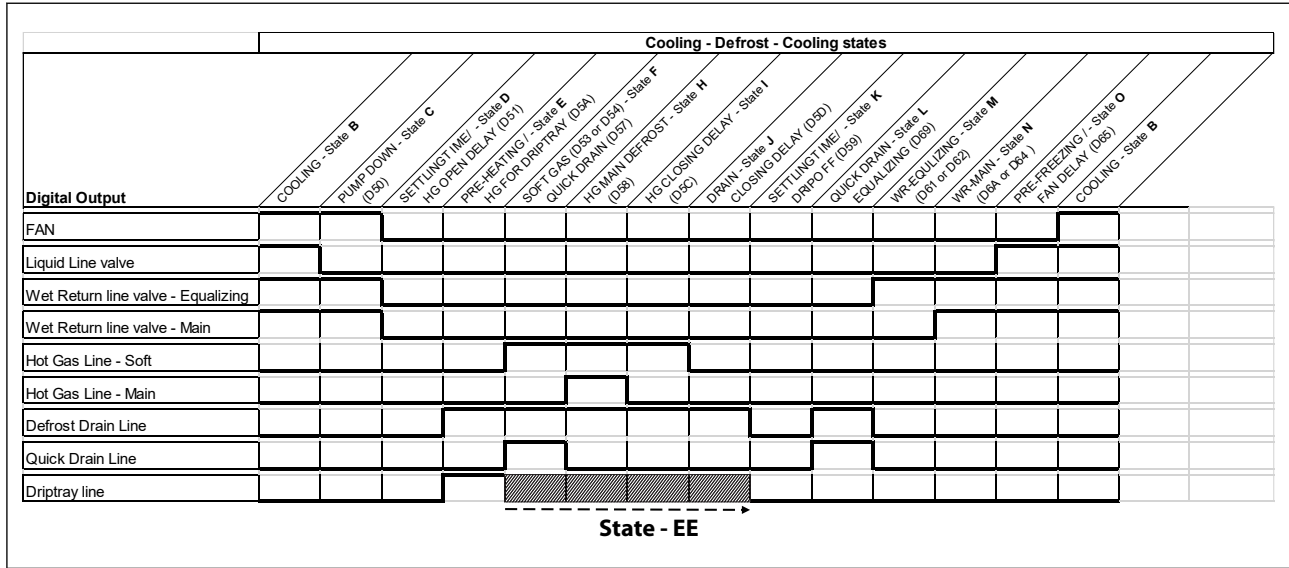 Cooling - Defrost - Cooling states
Digital Output
COOLING - State B
PUMP DOWN - State C
(D50)
SETTLINGTIME/ - State D
HG OPEN DELAY (D51)
PRE-HEATING / - State E
HG FOR DRIPTRAY (D5A)
SOFT GAS (D53 or D54) - State F
QUICK DRAIN (D57)
HG MAIN DEFROST - State H
(D58)
HG CLOSING DELAY - State I
(D5C)
DRAIN - State J
CLOSING DELAY (D5D)
SETTLINGTIME/ - State K
DRIPO FF (D59)
QUICK DRAIN - State L
EQUALIZING (D69)
WR-EQULIZING - State M
(D61 or D62)
WR-MAIN - State N
(D6A or D64 )
PRE-FREEZING / - State O
FAN DELAY (D65)
COOLING - State B
FAN
Liquid Line valve
Wet Return line valve - Equalizing
Wet Return line valve - Main
Hot Gas Line - Soft
Hot Gas Line - Main
Defrost Drain Line
Quick Drain Line
Driptray line
State - EE